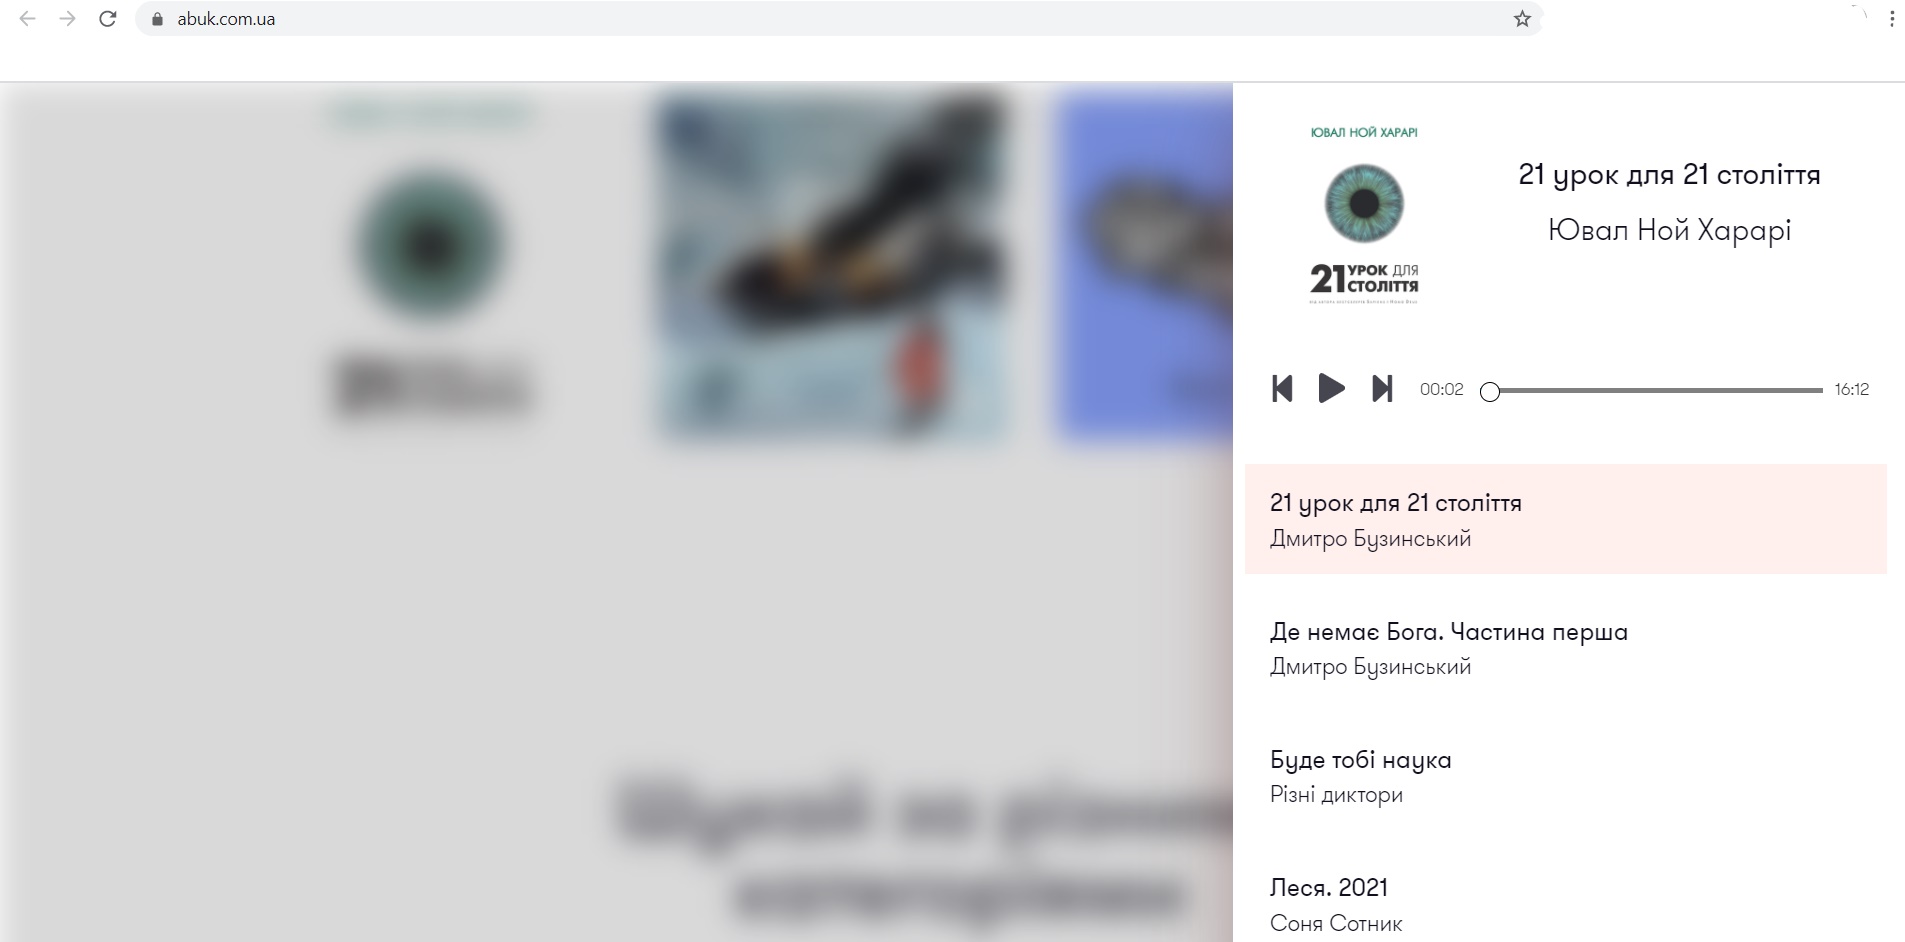 abuk.com.ua
ЮВАЛ НОЙ ХАРАРІ
21 УРОК ДЛЯ
СТОЛІТТЯ
21 урок для 21 століття
Ювал Ной Харарі
00:02
16:12
21 урок для 21 століття
Дмитро Бузинський
Де немає Бога. Частина перша
Дмитро Бузинський
Буде тобі наука
Різні диктори
Леся. 2021
Соня Сотник